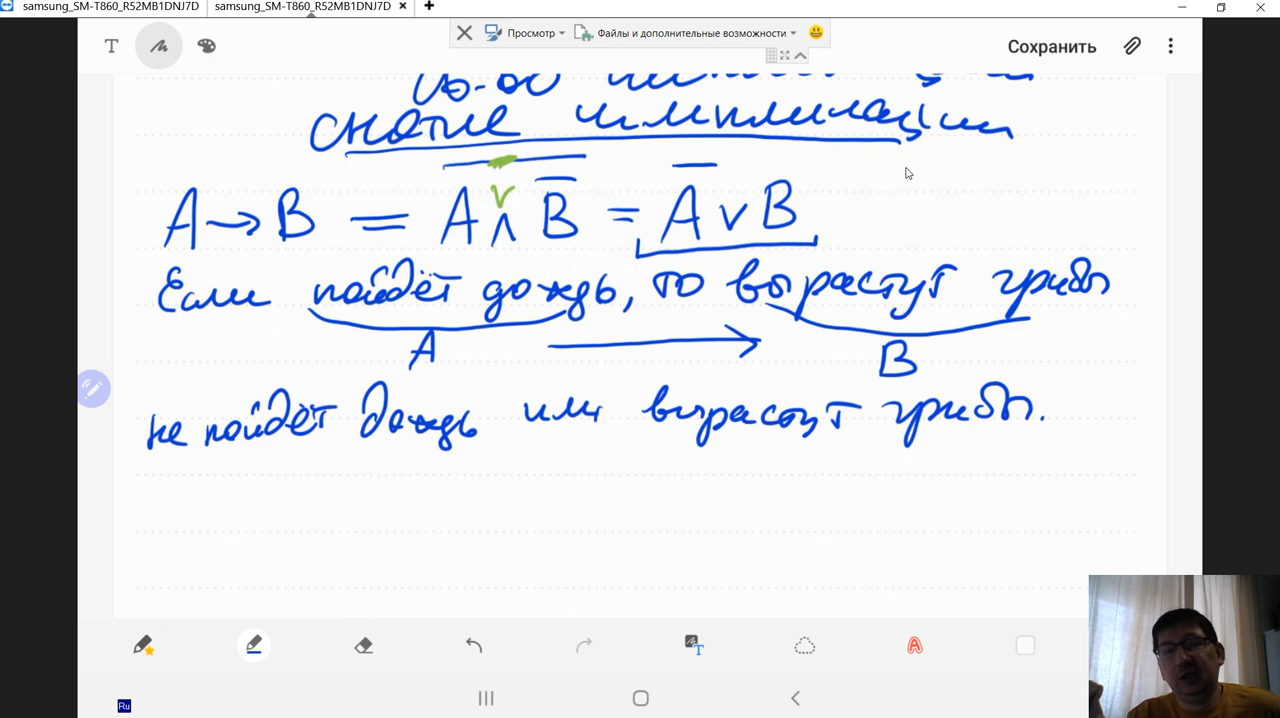 samsung_SM-T860_R52MB1DNJ7D samsung_SM-T860_R52MB1DNJ7D
Просмотр Файлы и дополнительные возможности
T Сохранить
снятие импликации
A → B = A ∧ B = A ∨ B
V
Если пойдёт дождь, то вырастут грибы
A B
не пойдёт дождь или вырастут грибы.
Ru